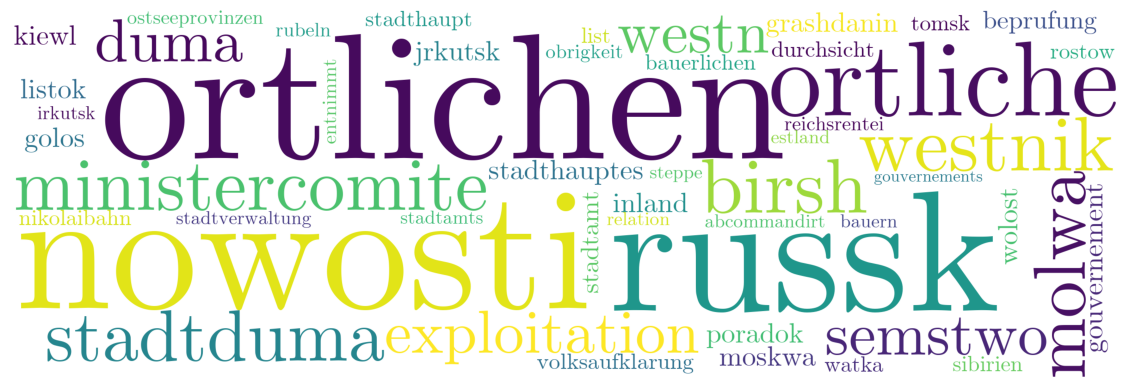 ostseeprovinzen
stadthaupt
kiewl
duma
rubeln
jrkutsk
list
obrigkeit
westn
bauerlichen
grashdanin
durchsicht
tomsk
beprufung
rostow
listok
irkutsk
golos
ortlichen
entnimmt
ortliche
reichsrentei
estland
westnik
ministercomite
stadthauptes
steppe
birsh
gouvernements
nikolaibahn
stadtverwaltung
stadtamts
nowosti
stadtamt
inland
relation
abcommandirt
bauern
russk
wolost
molwa
gouvernement
stadtduma
exploitation
volksaufklarung
poradok
moskwa
semstwo
watka
sibirien